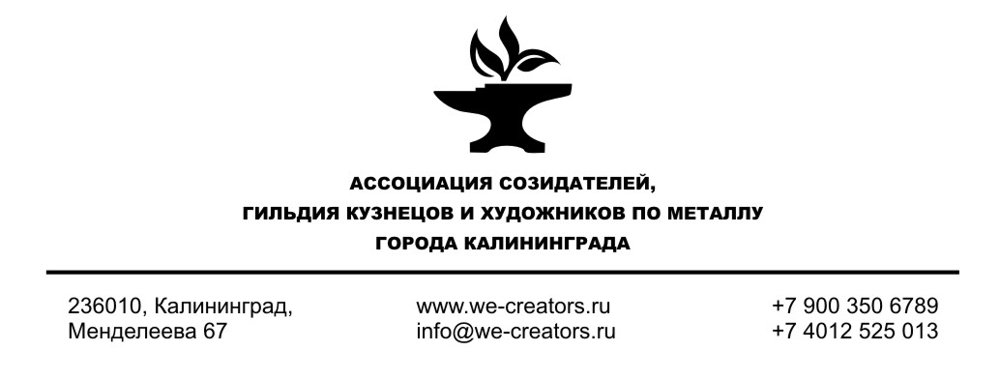 АССОЦИАЦИЯ СОЗИДАТЕЛЕЙ,
ГИЛЬДИЯ КУЗНЕЦОВ И ХУДОЖНИКОВ ПО МЕТАЛЛУ
ГОРОДА КАЛИНИНГРАДА
236010, Калининград,
Менделеева 67
www.we-creators.ru
info@we-creators.ru
+7 900 350 6789
+7 4012 525 013